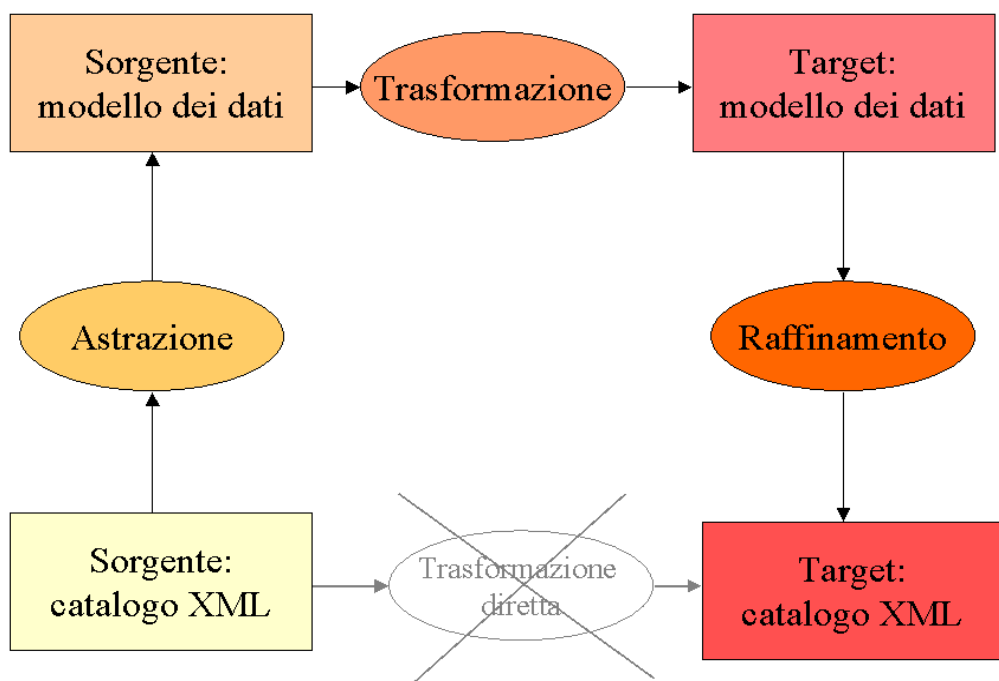 Sorgente:
modello dei dati
Trasformazione
Target:
modello dei dati
Astrazione
Raffinamento
Sorgente:
catalogo XML
Trasformazione
diretta
Target:
catalogo XML